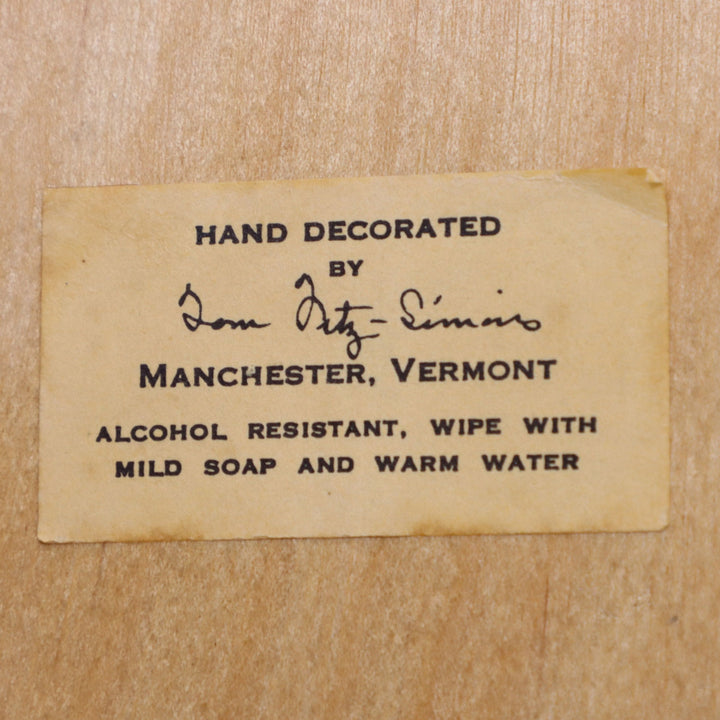 HAND DECORATED
BY
Tom Fitz-Simons
MANCHESTER, VERMONT
ALCOHOL RESISTANT, WIPE WITH
MILD SOAP AND WARM WATER